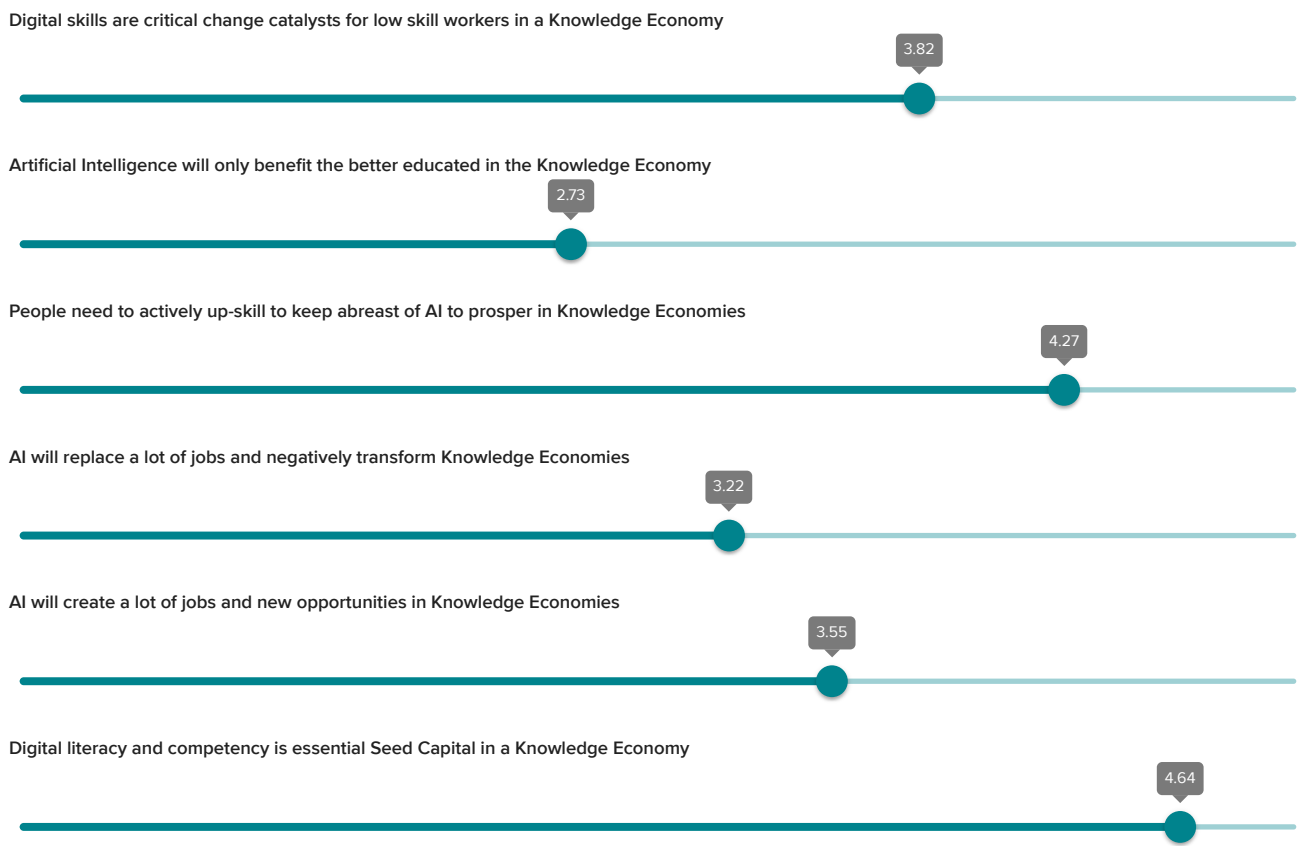 Digital skills are critical change catalysts for low skill workers in a Knowledge Economy
3.82
Artificial Intelligence will only benefit the better educated in the Knowledge Economy
2.73
People need to actively up-skill to keep abreast of AI to prosper in Knowledge Economies
4.27
AI will replace a lot of jobs and negatively transform Knowledge Economies
3.22
AI will create a lot of jobs and new opportunities in Knowledge Economies
3.55
Digital literacy and competency is essential Seed Capital in a Knowledge Economy
4.64